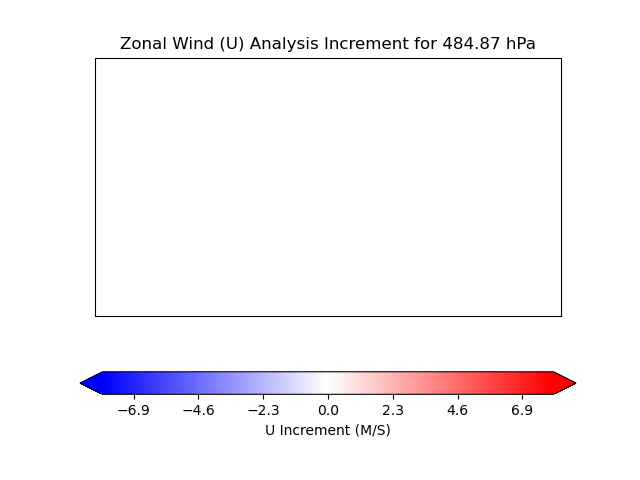 Zonal Wind (U) Analysis Increment for 484.87 hPa
−6.9 −4.6 −2.3 0.0 2.3 4.6 6.9
U Increment (M/S)